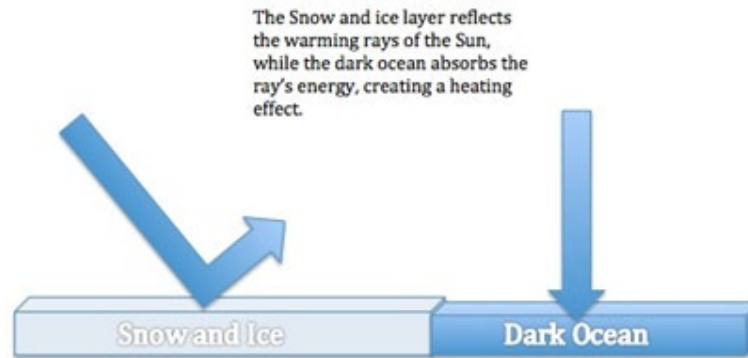 The Snow and ice layer reflects
the warming rays of the Sun,
while the dark ocean absorbs the
ray's energy, creating a heating
effect.
Snow and Ice
Dark Ocean